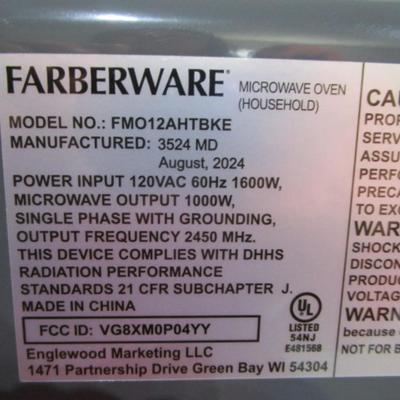 FARBERWARE® MICROWAVE OVEN
(HOUSEHOLD)
MODEL NO.: FMO12AHTBKE
MANUFACTURED: 3524 MD
August, 2024
POWER INPUT 120VAC 60Hz 1600W,
MICROWAVE OUTPUT 1000W,
SINGLE PHASE WITH GROUNDING,
OUTPUT FREQUENCY 2450 MHz.
THIS DEVICE COMPLIES WITH DHHS
RADIATION PERFORMANCE
STANDARDS 21 CFR SUBCHAPTER J.
MADE IN CHINA
FCC ID: VG8XM0P04YY
Englewood Marketing LLC
1471 Partnership Drive Green Bay WI 54304
UL
LISTED
54NJ
E481568
CAU
PROP
SERV
ASSU
PERF
PRECA
TO EXC
WAR
SHOCK
DISCON
PRODUC
VOLTAG
WARN
because
NOT FOR B